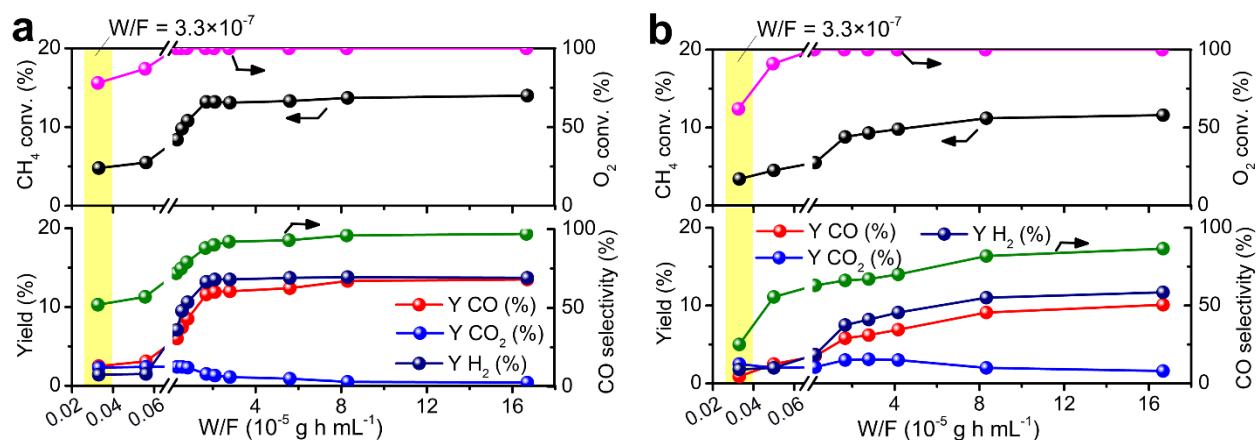 a
W/F = 3.3×10⁻⁷
20
10
0
CH₄ conv. (%)
100
50
0
O₂ conv. (%)
20
10
0
Yield (%)
100
50
0
CO selectivity (%)
Y CO (%)
Y CO₂ (%)
Y H₂ (%)
0.02
0.04
0.06
4
8
12
16
W/F (10⁻⁵ g h mL⁻¹)
b
W/F = 3.3×10⁻⁷
20
10
0
CH₄ conv. (%)
100
50
0
O₂ conv. (%)
20
10
0
Yield (%)
100
50
0
CO selectivity (%)
Y CO (%)
Y CO₂ (%)
Y H₂ (%)
0.02
0.04
0.06
4
8
12
16
W/F (10⁻⁵ g h mL⁻¹)